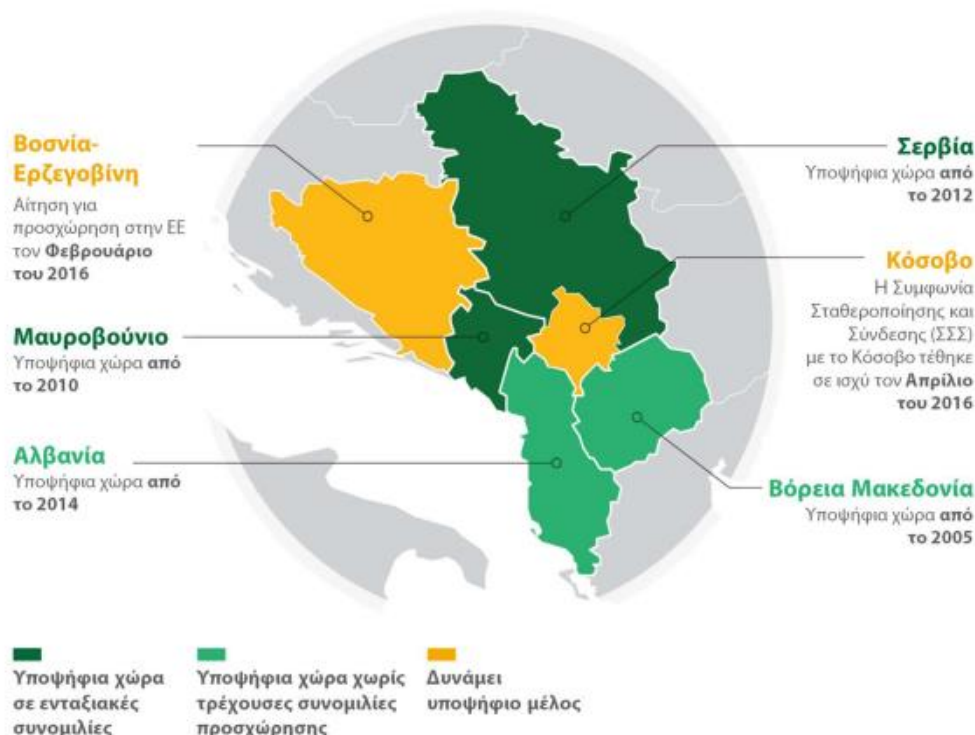 Βοσνία-
Ερζεγοβίνη
Αίτηση για
προσχώρηση στην ΕΕ
τον Φεβρουάριο
του 2016
Μαυροβούνιο
Υποψήφια χώρα από
το 2010
Αλβανία
Υποψήφια χώρα από
το 2014
Σερβία
Υποψήφια χώρα από
το 2012
Κόσοβο
Η Συμφωνία
Σταθεροποίησης και
Σύνδεσης (ΣΣΣ)
με το Κόσοβο τέθηκε
σε ισχύ τον Απρίλιο
του 2016
Βόρεια Μακεδονία
Υποψήφια χώρα από
το 2005
Υποψήφια χώρα
σε ενταξιακές
συνομιλίες
Υποψήφια χώρα χωρίς
τρέχουσες συνομιλίες
προσχώρησης
Δυνάμει
υποψήφιο μέλος